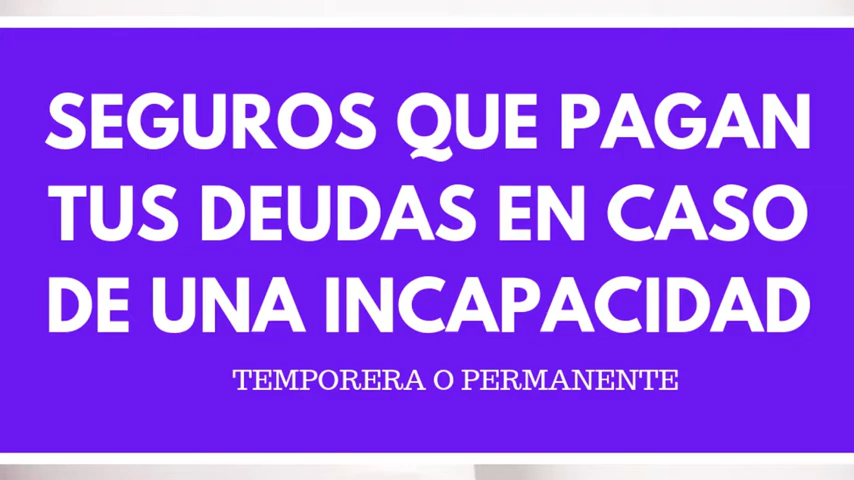 SEGUROS QUE PAGAN
TUS DEUDAS EN CASO
DE UNA INCAPACIDAD
TEMPORERA O PERMANENTE